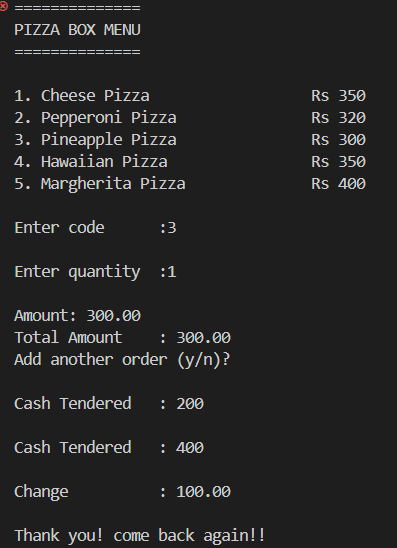 ==============
PIZZA BOX MENU
==============
1. Cheese Pizza                  Rs 350
2. Pepperoni Pizza               Rs 320
3. Pineapple Pizza               Rs 300
4. Hawaiian Pizza                Rs 350
5. Margherita Pizza              Rs 400
Enter code      :3
Enter quantity  :1
Amount: 300.00
Total Amount    : 300.00
Add another order (y/n)?
Cash Tendered   : 200
Cash Tendered   : 400
Change          : 100.00
Thank you! come back again!!